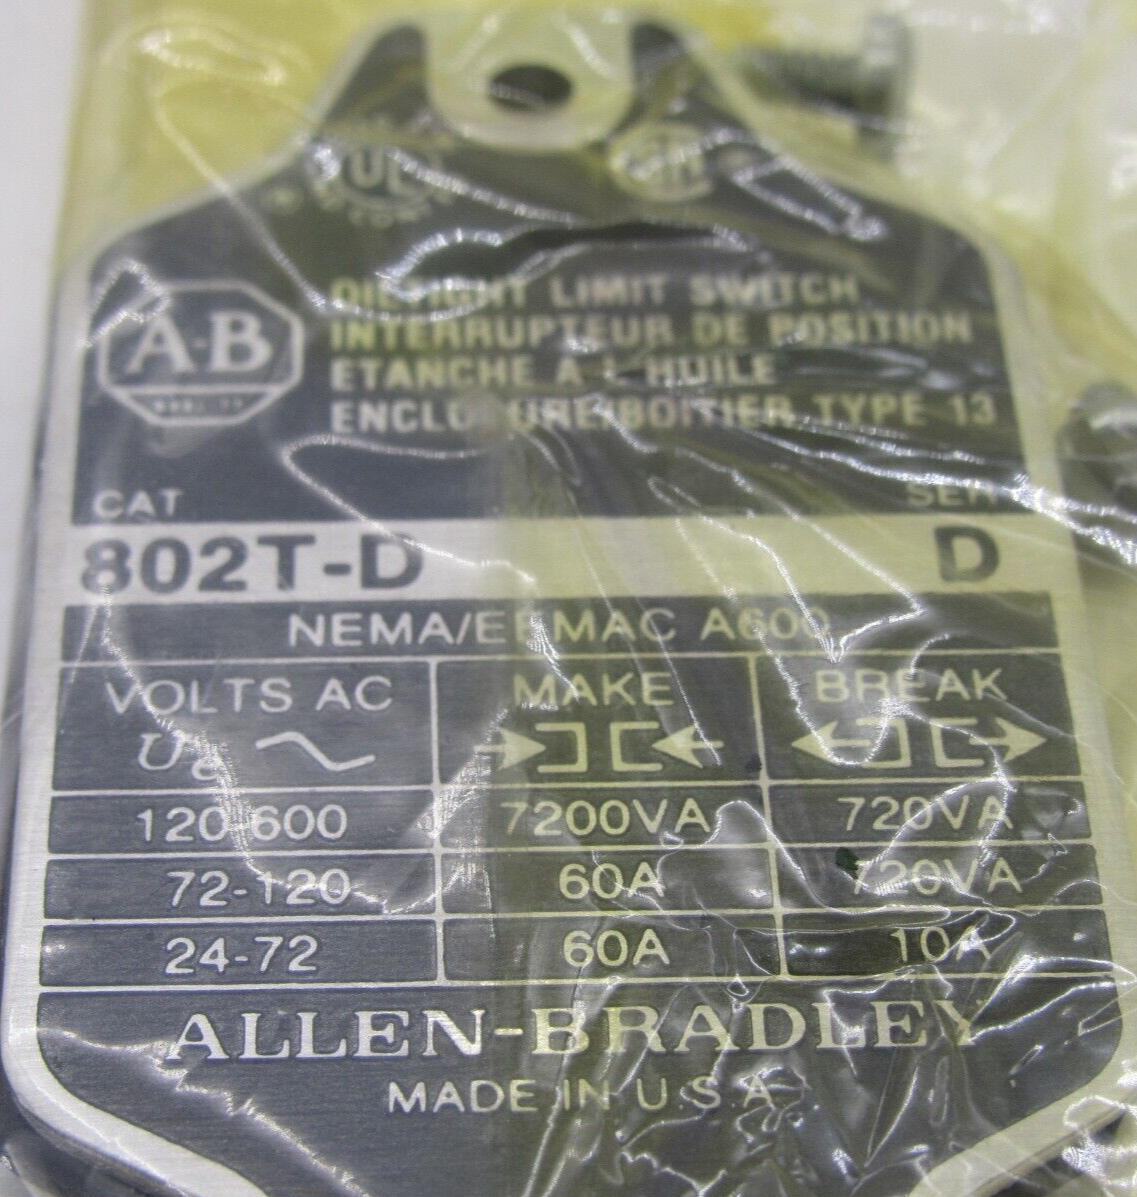 UL
A-B
OILTIGHT LIMIT SWITCH
INTERRUPTEUR DE POSITION
ETANCHE A L'HUILE
ENCLOSURE/BOITIER TYPE 13
CAT
SER
802T-D
D
NEMA/EEMAC A600
VOLTS AC
MAKE
BREAK
Ue
120-600
7200VA
720VA
72-120
60A
720VA
24-72
60A
10A
ALLEN-BRADLEY
MADE IN U.S.A